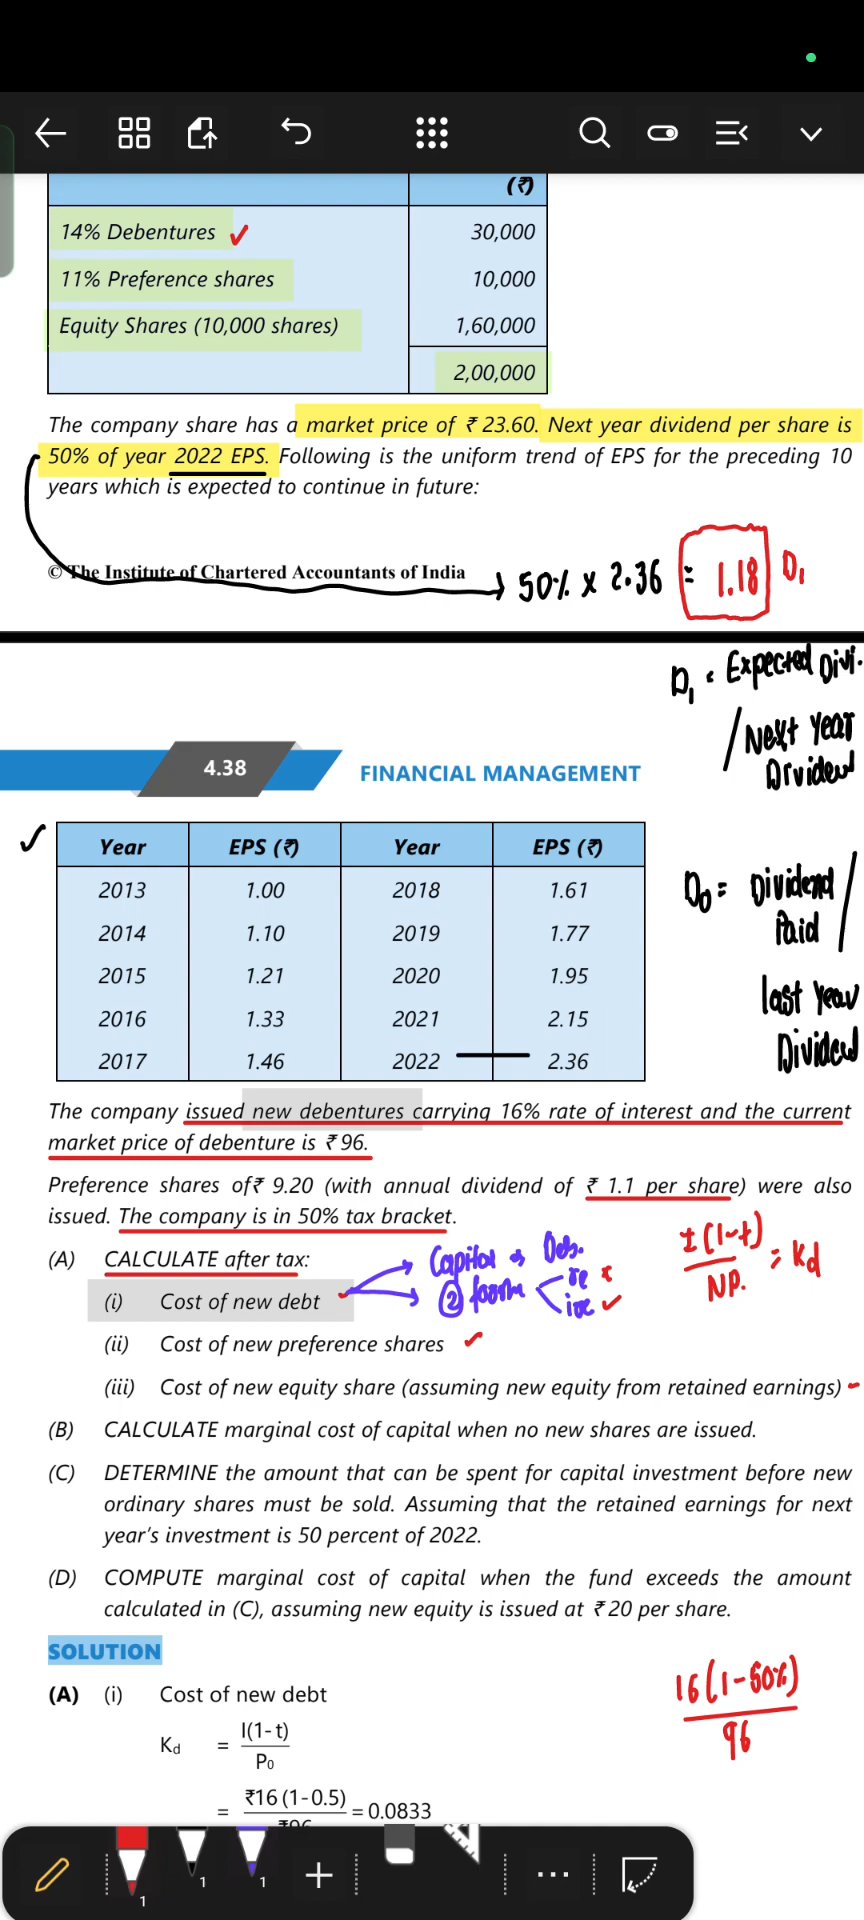 (₹)
14% Debentures ✓ 30,000
11% Preference shares 10,000
Equity Shares (10,000 shares) 1,60,000
2,00,000
The company share has a market price of ₹ 23.60. Next year dividend per share is
50% of year 2022 EPS. Following is the uniform trend of EPS for the preceding 10
years which is expected to continue in future:
© The Institute of Chartered Accountants of India
50% x 2.36 = 1.18 D₁
D₁ = Expected Divi.
/ Next Year
Dividend
4.38 FINANCIAL MANAGEMENT
✓
Year EPS (₹) Year EPS (₹)
2013 1.00 2018 1.61
2014 1.10 2019 1.77
2015 1.21 2020 1.95
2016 1.33 2021 2.15
2017 1.46 2022 2.36
D₀ = Dividend /
Paid
last year
Dividend
The company issued new debentures carrying 16% rate of interest and the current
market price of debenture is ₹ 96.
Preference shares of₹ 9.20 (with annual dividend of ₹ 1.1 per share) were also
issued. The company is in 50% tax bracket.
(A) CALCULATE after tax:
(i) Cost of new debt
(ii) Cost of new preference shares ✓
(iii) Cost of new equity share (assuming new equity from retained earnings)
Capital of Deb.
② form re x
ire ✓
I (1-t)
NP. = Kd
(B) CALCULATE marginal cost of capital when no new shares are issued.
(C) DETERMINE the amount that can be spent for capital investment before new
ordinary shares must be sold. Assuming that the retained earnings for next
year's investment is 50 percent of 2022.
(D) COMPUTE marginal cost of capital when the fund exceeds the amount
calculated in (C), assuming new equity is issued at ₹ 20 per share.
SOLUTION
(A) (i) Cost of new debt
Kd = I(1-t)
P₀
= ₹16 (1-0.5) = 0.0833
₹96
16(1-50%)
96
1
1
1